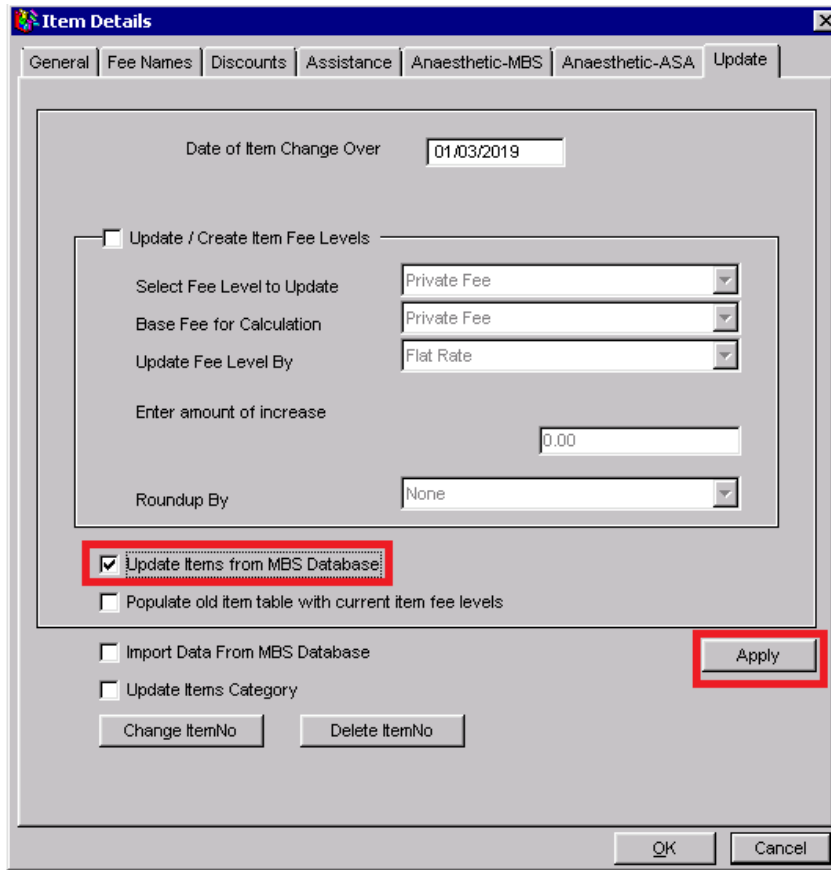 Item Details
General Fee Names Discounts Assistance Anaesthetic-MBS Anaesthetic-ASA Update
Date of Item Change Over 01/03/2019
Update / Create Item Fee Levels
Select Fee Level to Update Private Fee
Base Fee for Calculation Private Fee
Update Fee Level By Flat Rate
Enter amount of increase
0.00
Roundup By None
Update Items from MBS Database
Populate old item table with current item fee levels
Import Data From MBS Database
Apply
Update Items Category
Change ItemNo Delete ItemNo
OK Cancel